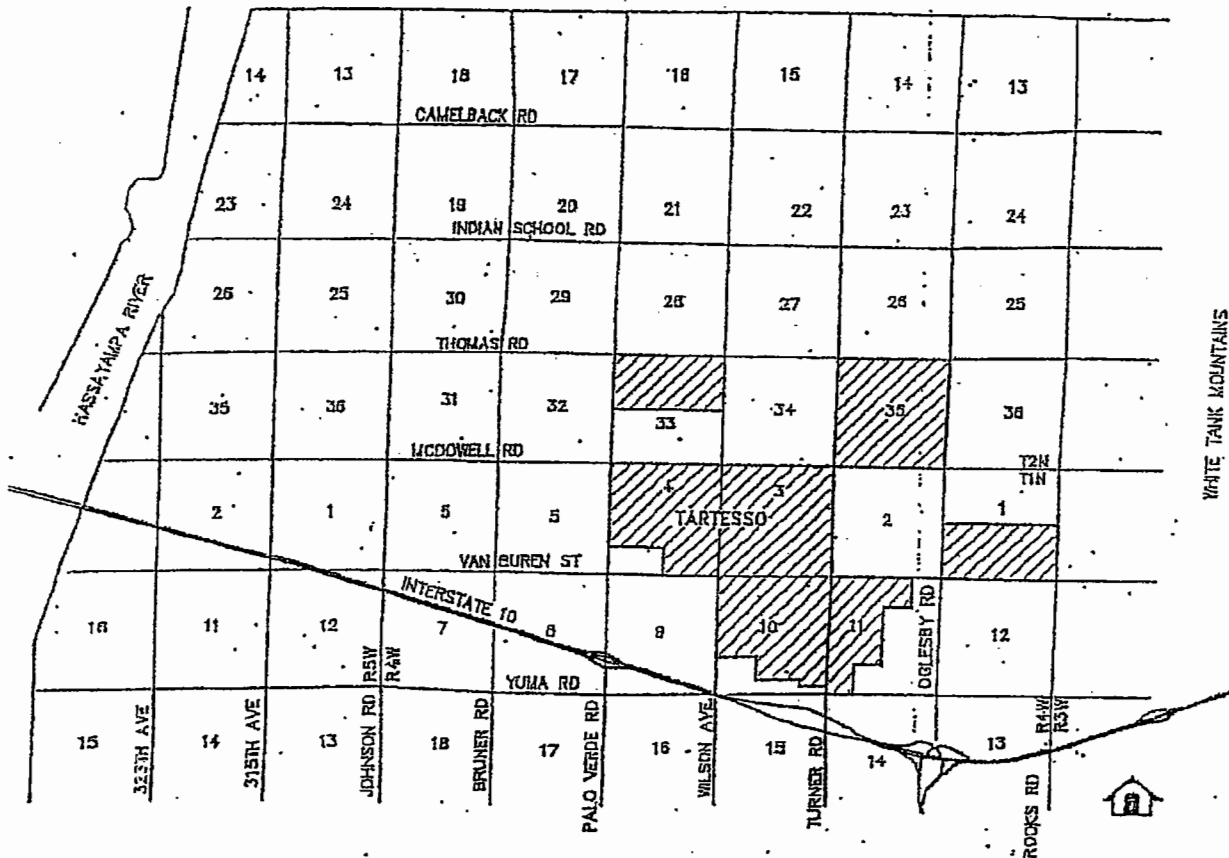 14 13 18 17 16 15 14 13
CAMELBACK RD
23 24 19 20 21 22 23 24
INDIAN SCHOOL RD
HASSAYAMPA RIVER
26 25 30 29 28 27 26 25
THOMAS RD
WHITE TANK MOUNTAINS
35 36 31 32 33 34 35 36
MCDOWELL RD
T2N
T1N
2 1 6 5 4 3 2 1
TARTESSO
VAN BUREN ST
INTERSTATE 10
16 11 12 7 8 9 10 11 12
R5W
R4W
OGLESBY RD
YUMA RD
R4W
R3W
15 14 13 18 17 16 15 14 13
323TH AVE
315TH AVE
JOHNSON RD
BRUNER RD
PALO VERDE RD
WILSON AVE
TURNER RD
ROOKS RD